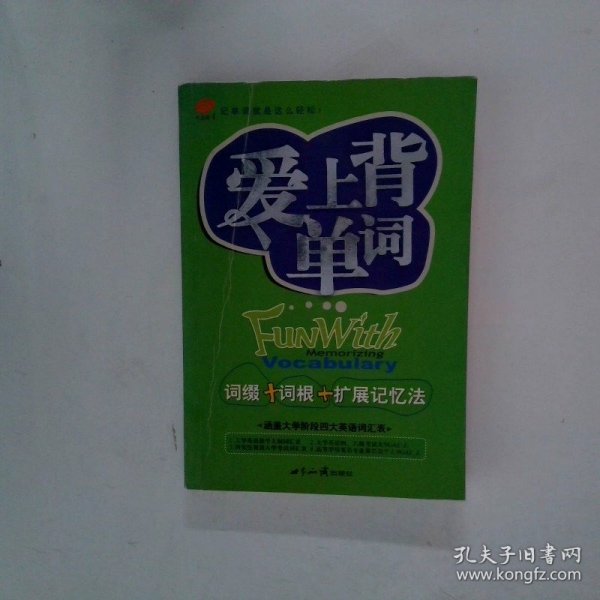 记单词就是这么轻松！
爱上背
单词
Fun With
Memorizing
Vocabulary
词缀+词根+扩展记忆法
涵盖大学阶段四大英语词汇表
世界知识出版社
孔夫子旧书网
www.kongfz.com